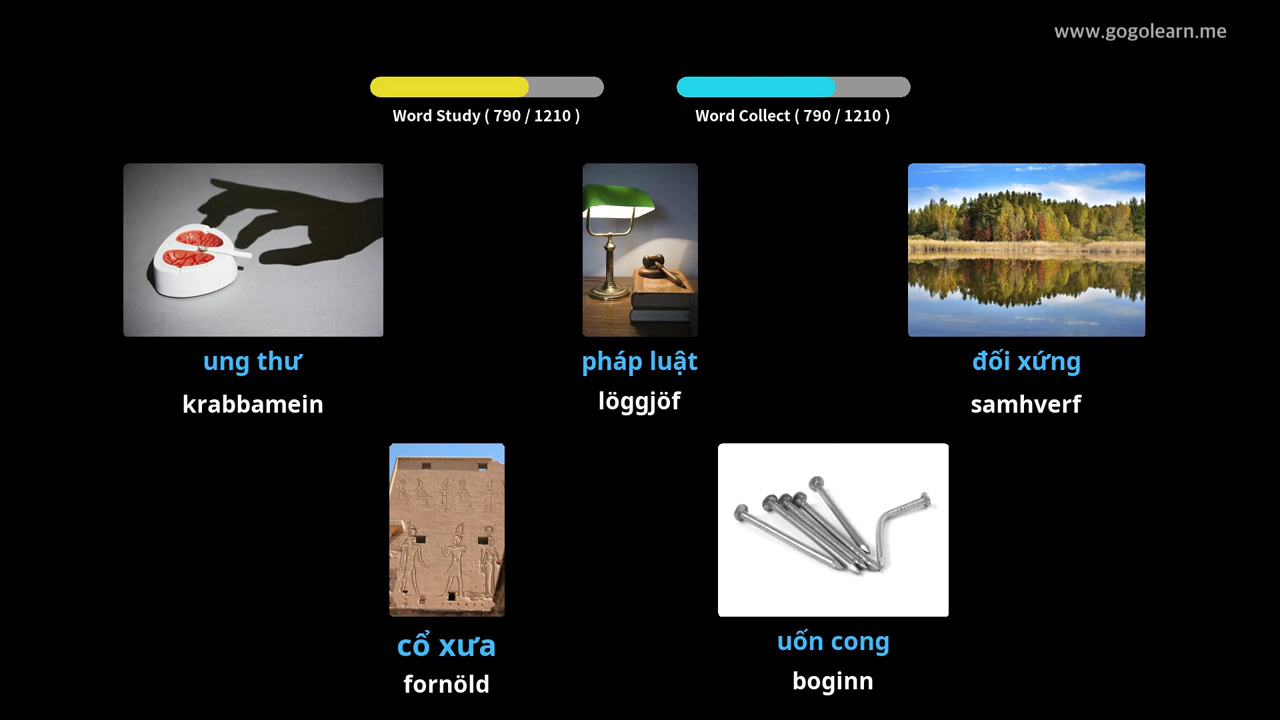 www.gogolearn.me
Word Study ( 790 / 1210 )
Word Collect ( 790 / 1210 )
ung thư
krabbamein
pháp luật
löggjöf
đối xứng
samhverf
cổ xưa
fornöld
uốn cong
boginn